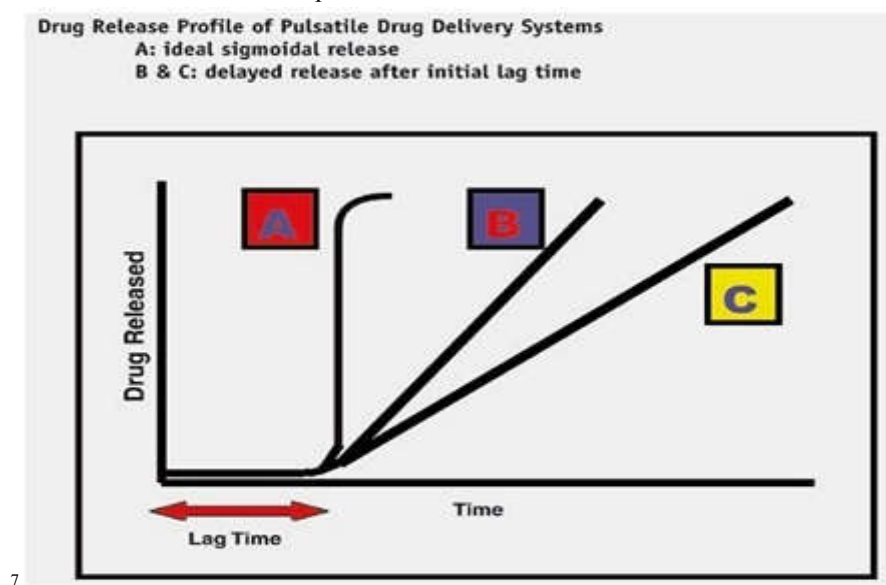 Drug Release Profile of Pulsatile Drug Delivery Systems
A: ideal sigmoidal release
B & C: delayed release after initial lag time
A
B
C
Drug Released
Time
Lag Time
7